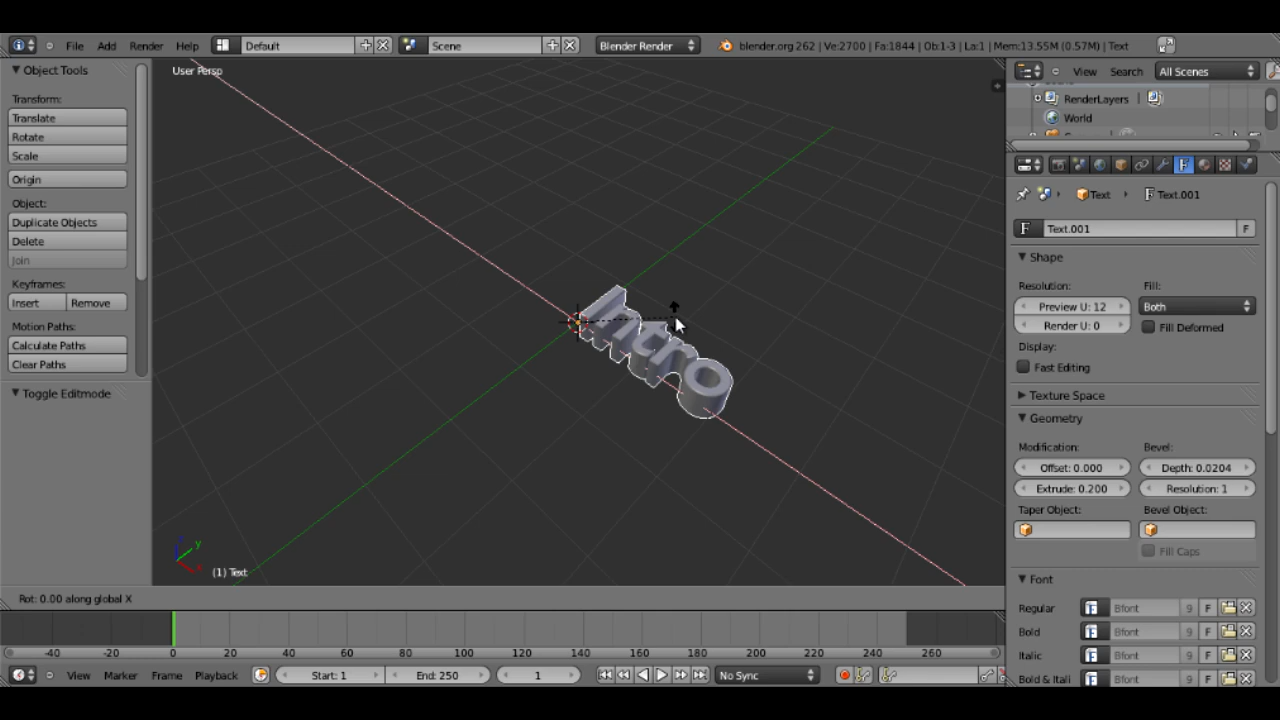 File Add Render Help Default Scene Blender Render blender.org 262 | Ve:2700 | Fa:1844 | Ob:1-3 | La:1 | Mem:13.55M (0.57M) | Text
Object Tools
Transform:
Translate
Rotate
Scale
Origin
Object:
Duplicate Objects
Delete
Join
Keyframes:
Insert Remove
Motion Paths:
Calculate Paths
Clear Paths
Toggle Editmode
User Persp
Intro
z
y
x
(1) Text
Rot: 0.00 along global X
View Search All Scenes
RenderLayers |
World
Text Text.001
F Text.001 F
Shape
Resolution: Fill:
Preview U: 12 Both
Render U: 0 Fill Deformed
Display:
Fast Editing
Texture Space
Geometry
Modification: Bevel:
Offset: 0.000 Depth: 0.0204
Extrude: 0.200 Resolution: 1
Taper Object: Bevel Object:
Fill Caps
Font
Regular Bfont 9 F
Bold Bfont 9 F
Italic Bfont 9 F
Bold & Itali Bfont 9 F
-40 -20 0 20 40 60 80 100 120 140 160 180 200 220 240 260
View Marker Frame Playback Start: 1 End: 250 1 No Sync